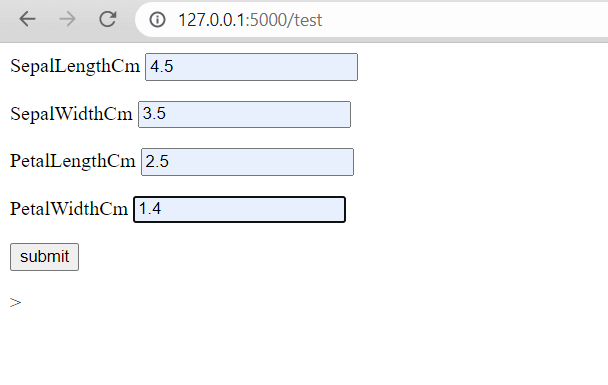 127.0.0.1:5000/test
SepalLengthCm 4.5
SepalWidthCm 3.5
PetalLengthCm 2.5
PetalWidthCm 1.4
submit
>